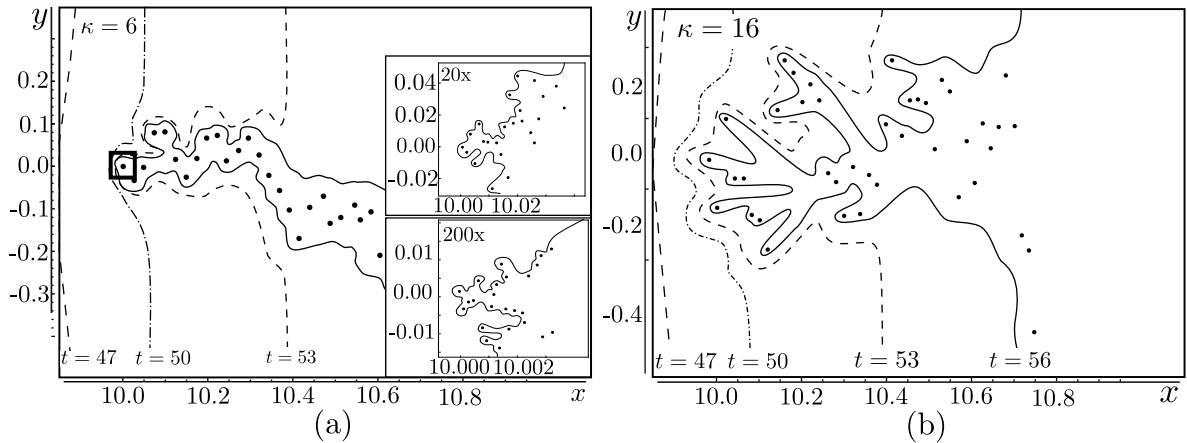 y
κ = 6
0.2
0.1
0.0
-0.1
-0.2
-0.3
t = 47
t = 50
t = 53
20x
0.04
0.02
0.00
-0.02
10.00
10.02
200x
0.01
0.00
-0.01
10.000
10.002
10.0
10.2
10.4
10.6
10.8
x
(a)
y
κ = 16
0.2
0.0
-0.2
-0.4
t = 47
t = 50
t = 53
t = 56
10.0
10.2
10.4
10.6
10.8
x
(b)